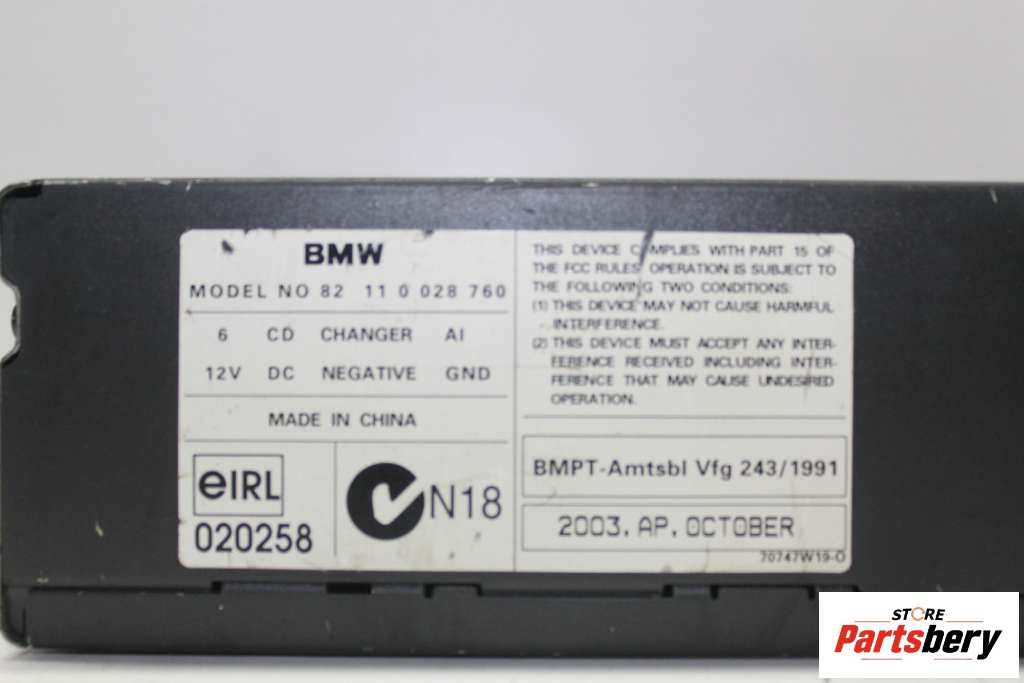 BMW
MODEL NO 82 11 0 028 760
6 CD CHANGER AI
12V DC NEGATIVE GND
MADE IN CHINA
eIRL
020258
N18
THIS DEVICE COMPLIES WITH PART 15 OF
THE FCC RULES OPERATION IS SUBJECT TO
THE FOLLOWING TWO CONDITIONS:
(1) THIS DEVICE MAY NOT CAUSE HARMFUL
INTERFERENCE.
(2) THIS DEVICE MUST ACCEPT ANY INTER-
FERENCE RECEIVED INCLUDING INTER-
FERENCE THAT MAY CAUSE UNDESIRED
OPERATION.
BMPT-Amtsbl Vfg 243/1991
2003. AP. OCTOBER
70747W19-O
STORE
Partsbery